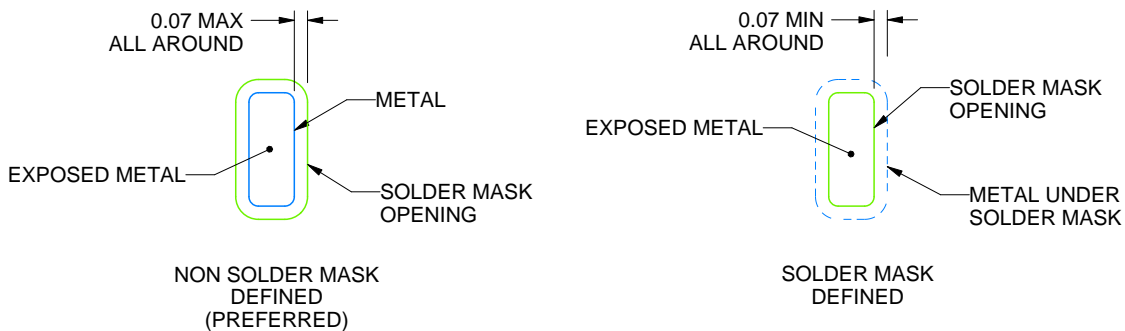 0.07 MAX
ALL AROUND
METAL
EXPOSED METAL
SOLDER MASK
OPENING
NON SOLDER MASK
DEFINED
(PREFERRED)
0.07 MIN
ALL AROUND
SOLDER MASK
OPENING
EXPOSED METAL
METAL UNDER
SOLDER MASK
SOLDER MASK
DEFINED